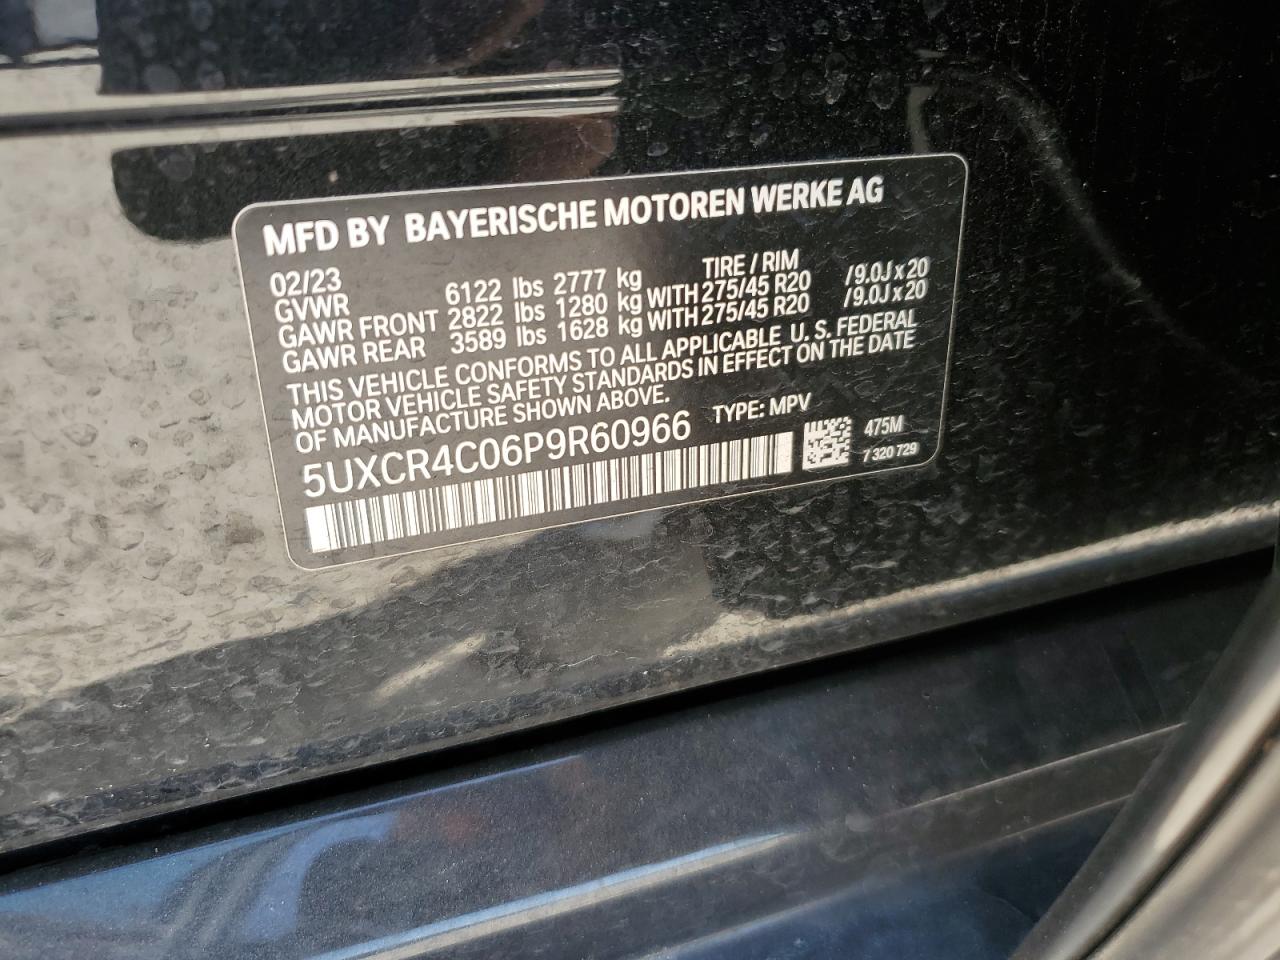 MFD BY BAYERISCHE MOTOREN WERKE AG
02/23 TIRE / RIM
GVWR 6122 lbs 2777 kg
GAWR FRONT 2822 lbs 1280 kg WITH 275/45 R20 /9.0J x 20
GAWR REAR 3589 lbs 1628 kg WITH 275/45 R20 /9.0J x 20
THIS VEHICLE CONFORMS TO ALL APPLICABLE U. S. FEDERAL
MOTOR VEHICLE SAFETY STANDARDS IN EFFECT ON THE DATE
OF MANUFACTURE SHOWN ABOVE.
5UXCR4C06P9R60966 TYPE: MPV
475M
7 320 729